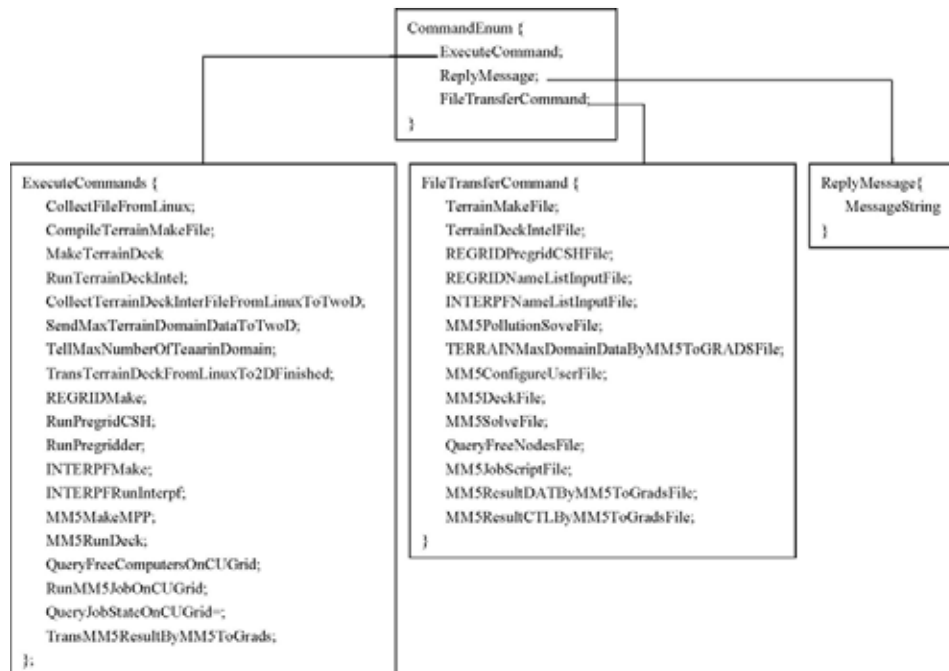 CommandEnum {
ExecuteCommand;
ReplyMessage;
FileTransferCommand;
}
ExecuteCommands {
CollectFileFromLinux;
CompileTerrainMakeFile;
MakeTerrainDeck
RunTerrainDeckIntel;
CollectTerrainDeckInterFileFromLinuxToTwoD;
SendMaxTerrainDomainDataToTwoD;
TellMaxNumberOfTeaarinDomain;
TransTerrainDeckFromLinuxTo2DFinished;
REGRIDMake;
RunPregridCSH;
RunPregridder;
INTERPFMake;
INTERPFRunInterpf;
MM5MakeMPP;
MM5RunDeck;
QueryFreeComputersOnCUGrid;
RunMM5JobOnCUGrid;
QueryJobStateOnCUGrid=;
TransMM5ResultByMM5ToGrads;
};
FileTransferCommand {
TerrainMakeFile;
TerrainDeckIntelFile;
REGRIDPregridCSHFile;
REGRIDNameListInputFile;
INTERPFNameListInputFile;
MM5PollutionSoveFile;
TERRAINMaxDomainDataByMM5ToGRADSFile;
MM5ConfigureUserFile;
MM5DeckFile;
MM5SolveFile;
QueryFreeNodesFile;
MM5JobScriptFile;
MM5ResultDATByMM5ToGradsFile;
MM5ResultCTLByMM5ToGradsFile;
}
ReplyMessage{
MessageString
}